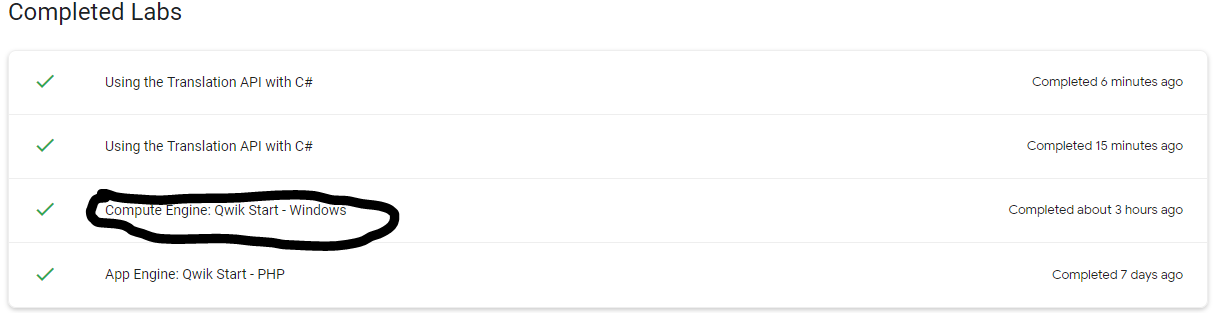 Completed Labs
Using the Translation API with C# Completed 6 minutes ago
Using the Translation API with C# Completed 15 minutes ago
Compute Engine: Qwik Start - Windows Completed about 3 hours ago
App Engine: Qwik Start - PHP Completed 7 days ago